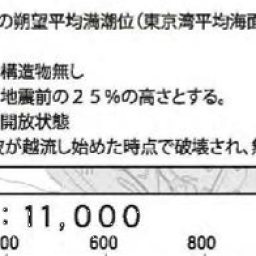 の朔望平均満潮位(東京湾平均海面
構造物無し
地震前の25%の高さとする。
開放状態
が越流し始めた時点で破壊され、
: 11,000
00 600 800